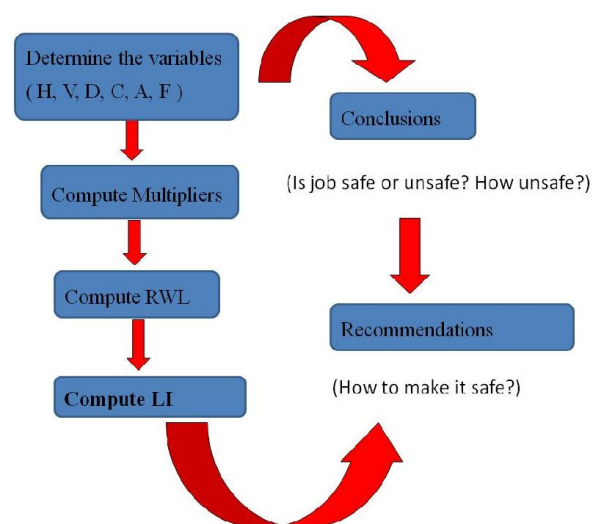 Determine the variables
( H, V, D, C, A, F )
Compute Multipliers
Compute RWL
Compute LI
Conclusions
(Is job safe or unsafe? How unsafe?)
Recommendations
(How to make it safe?)